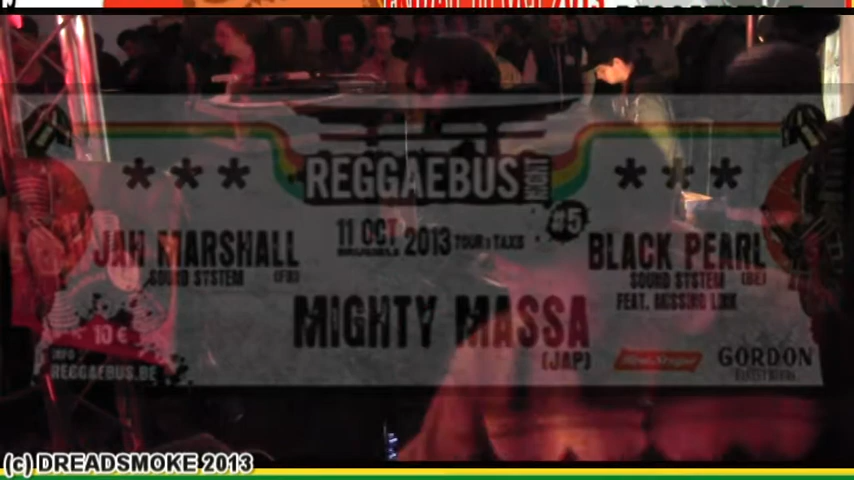 * * *
REGGAEBUS NIGHT
* * *
#5
JAH MARSHALL
SOUND SYSTEM (FR)
11 OCT 2013 TOUR & TAXIS
BRUSSELS
BLACK PEARL
SOUND SYSTEM (BE)
FEAT. MISSING LINK
MIGHTY MASSA
(JAP)
10 €
INFO
REGGAEBUS.BE
GORDON
(c) DREADSMOKE 2013